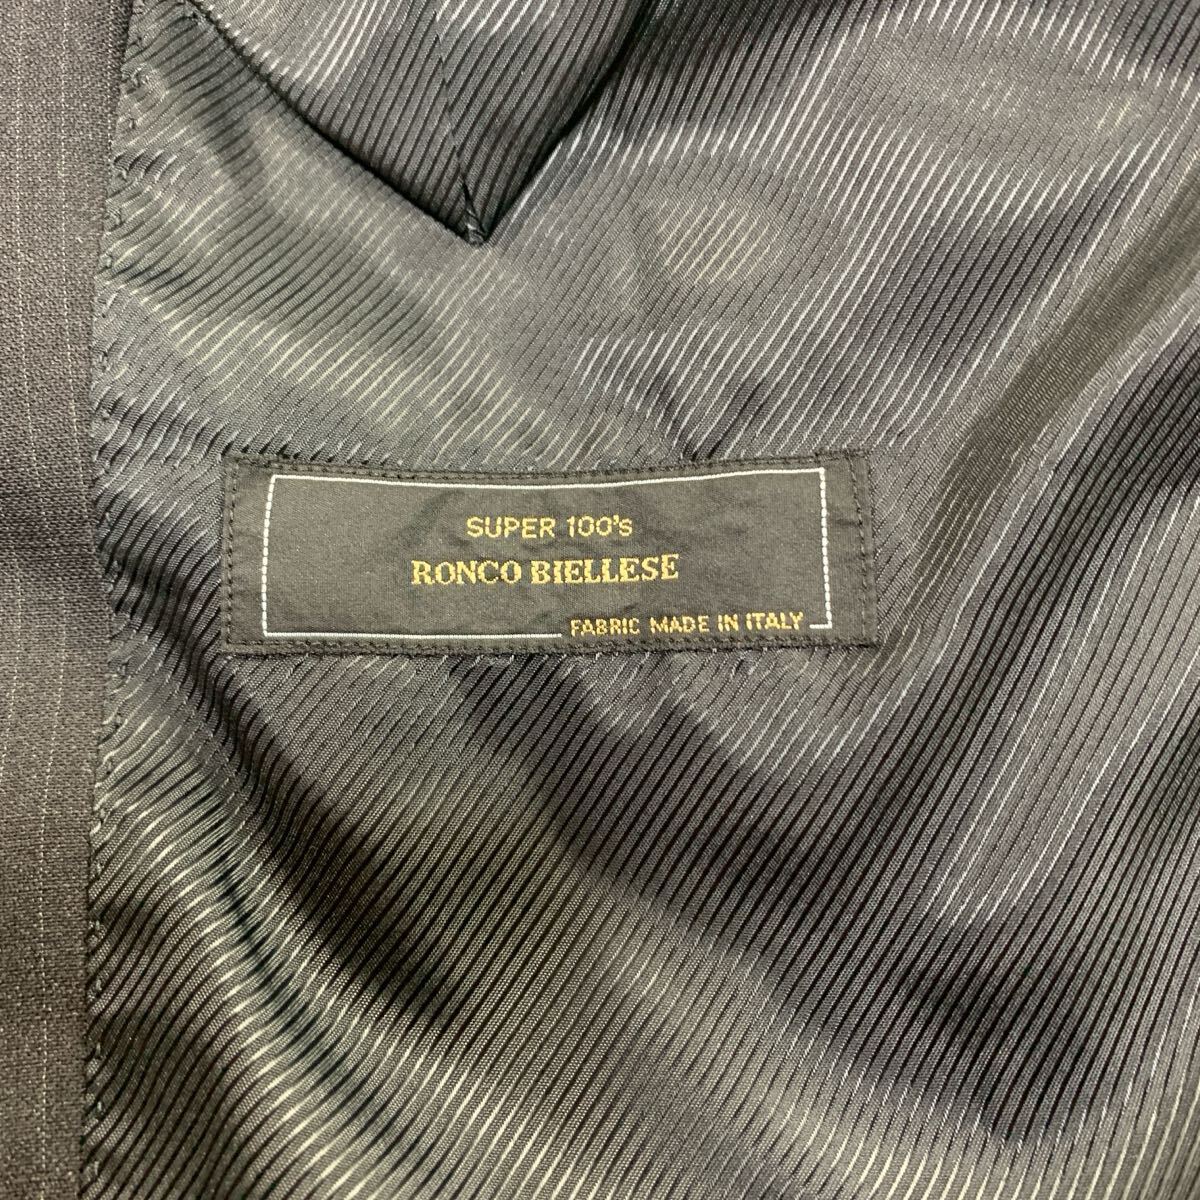 SUPER 100's
RONCO BIELLESE
FABRIC MADE IN ITALY